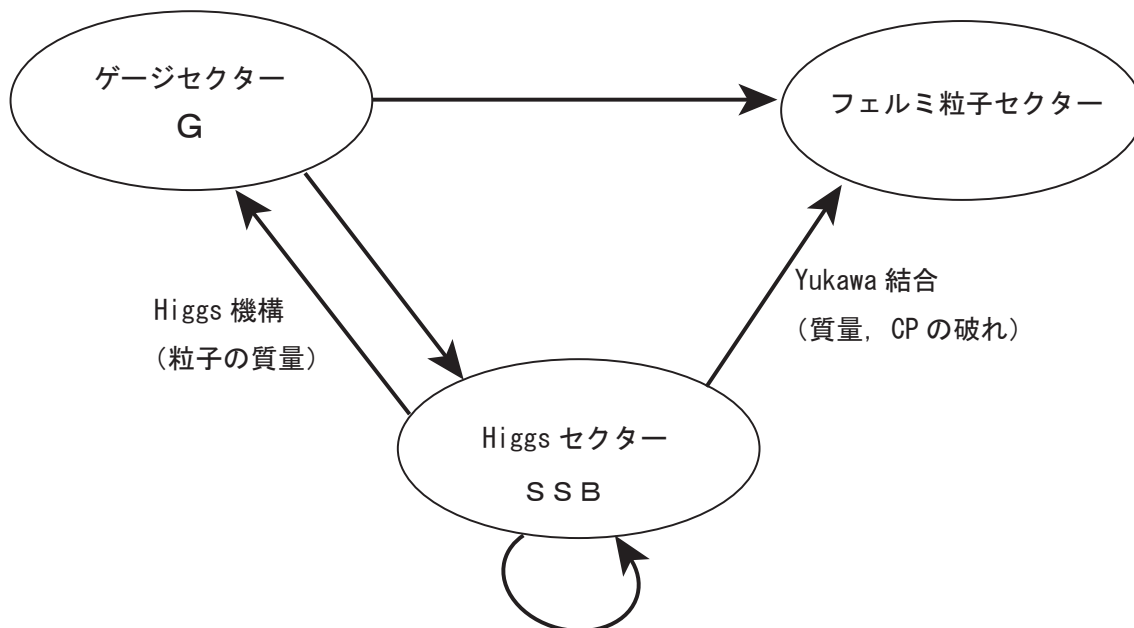 ゲージセクター
G
フェルミ粒子セクター
Higgs 機構
（粒子の質量）
Yukawa 結合
（質量, CP の破れ）
Higgs セクター
ＳＳＢ